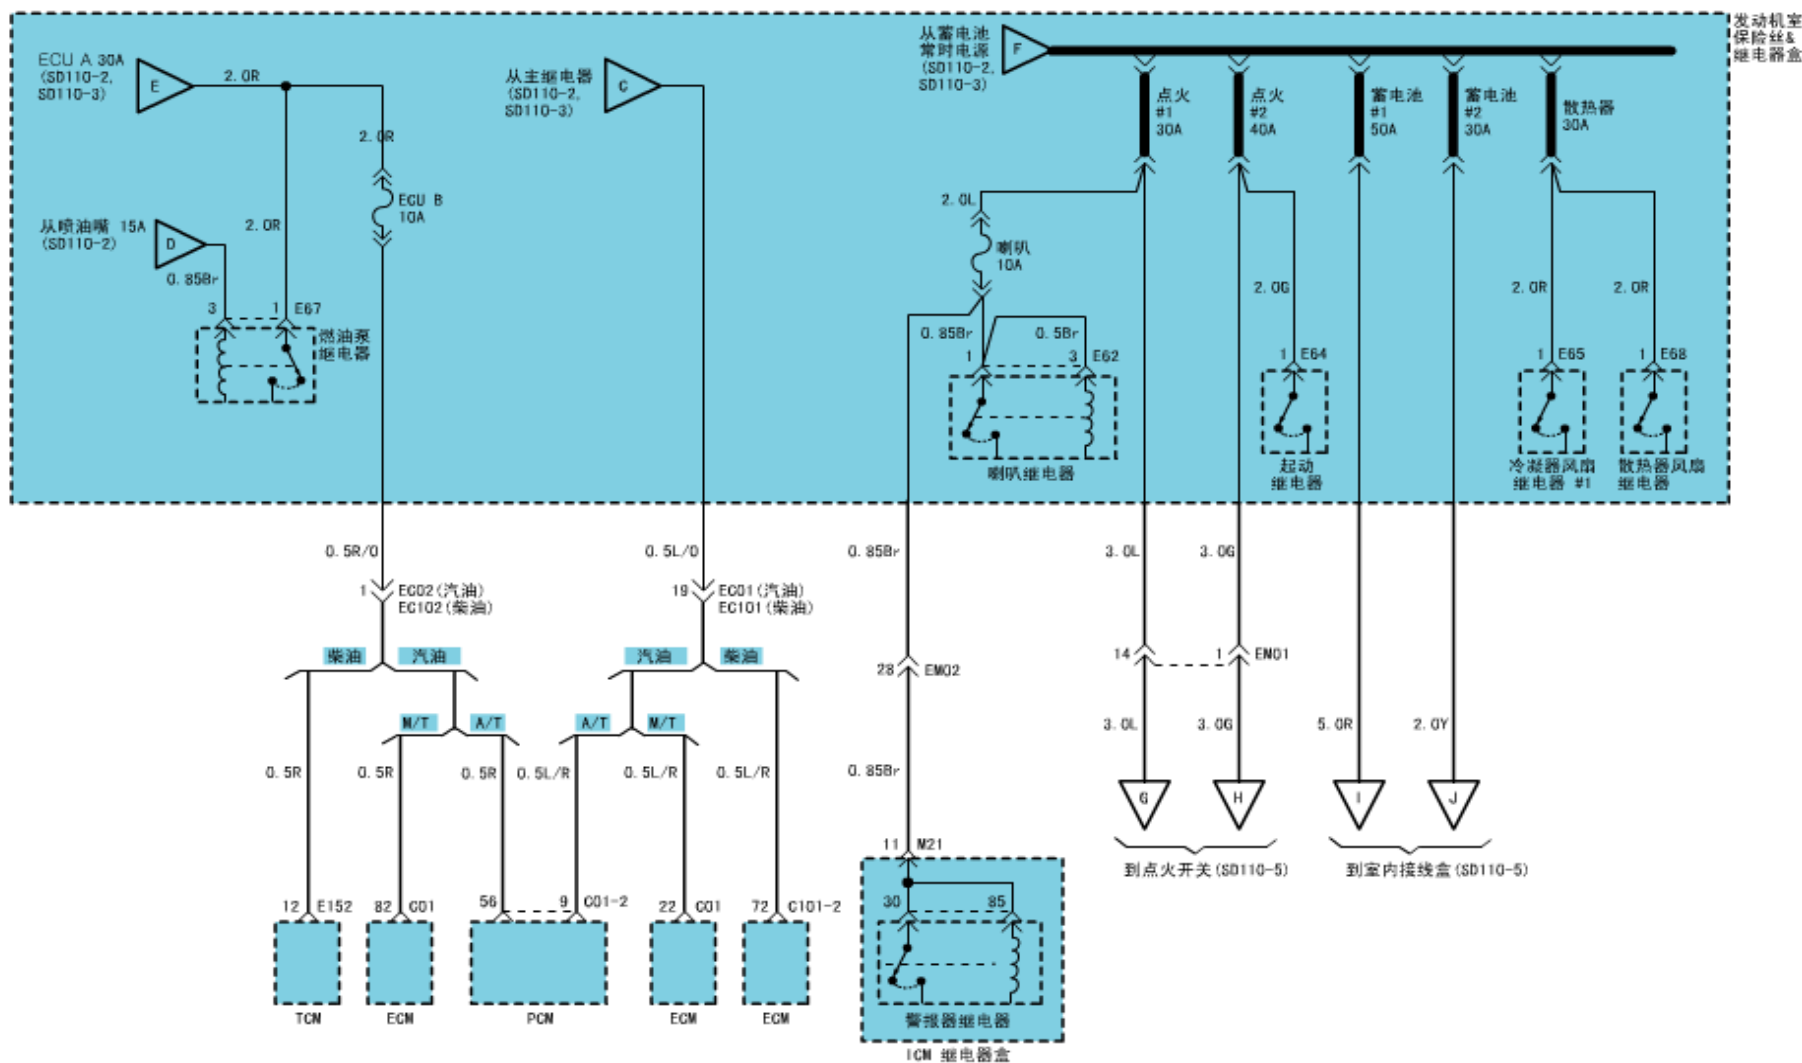 发动机室
保险丝&
继电器盒
ECU A 30A
(SD110-2,
SD110-3)
E
2.0R
2.0R
2.0R
ECU B
10A
从喷油嘴 15A
(SD110-2)
D
0.85Br
3
1
E67
燃油泵
继电器
从主继电器
(SD110-2,
SD110-3)
C
从蓄电池
常时电源
(SD110-2,
SD110-3)
F
点火
#1
30A
点火
#2
40A
蓄电池
#1
50A
蓄电池
#2
30A
散热器
30A
2.0L
喇叭
10A
0.85Br
0.5Br
1
3
E62
喇叭继电器
2.0G
1
E64
起动
继电器
2.0R
1
E65
冷凝器风扇
继电器 #1
2.0R
1
E68
散热器风扇
继电器
0.5R/O
0.5L/O
0.85Br
3.0L
3.0G
1
EC02(汽油)
EC102(柴油)
19
EC01(汽油)
EC101(柴油)
柴油
汽油
汽油
柴油
M/T
A/T
A/T
M/T
28
EM02
14
1
EM01
0.5R
0.5R
0.5R
0.5L/R
0.5L/R
0.5L/R
0.85Br
3.0L
3.0G
5.0R
2.0Y
G
H
I
J
到点火开关(SD110-5)
到室内接线盒(SD110-5)
11
M21
30
85
警报器继电器
ICM 继电器盒
12
E152
82
C01
56
9
C01-2
22
C01
72
C101-2
TCM
ECM
PCM
ECM
ECM